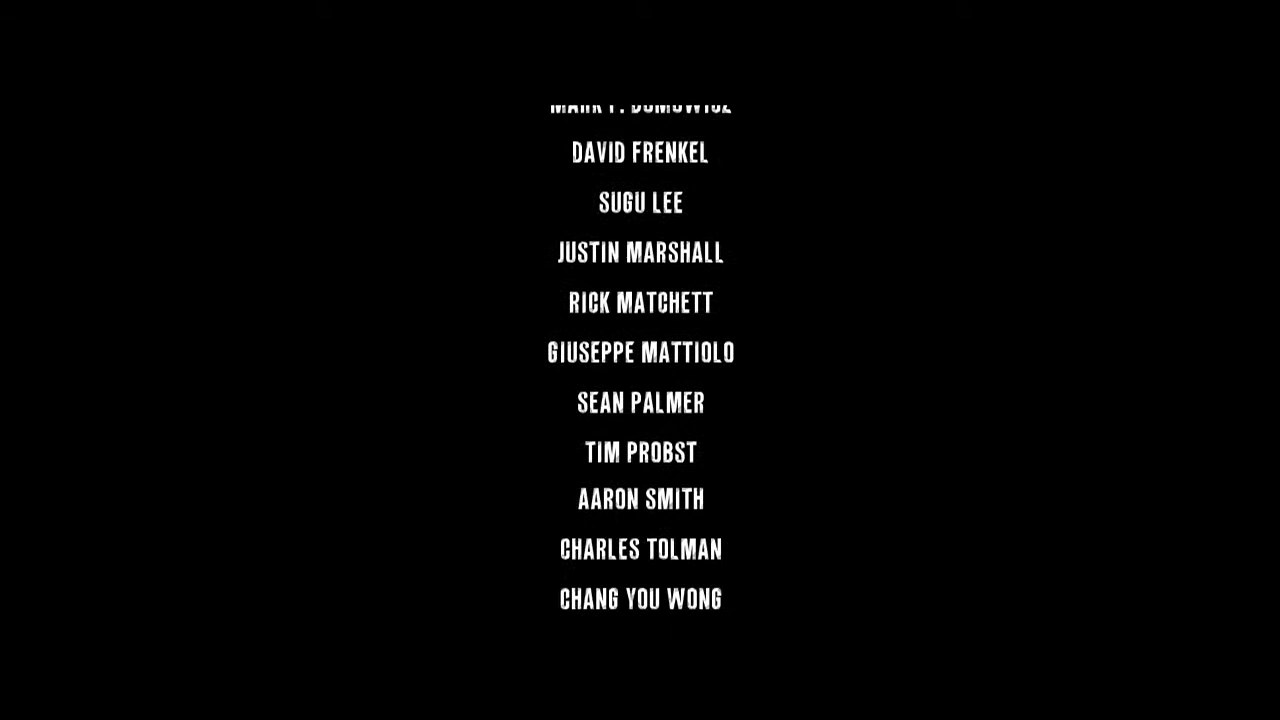 MARK
DAVID FRENKEL
SUGU LEE
JUSTIN MARSHALL
RICK MATCHETT
GIUSEPPE MATTIOLO
SEAN PALMER
TIM PROBST
AARON SMITH
CHARLES TOLMAN
CHANG YOU WONG